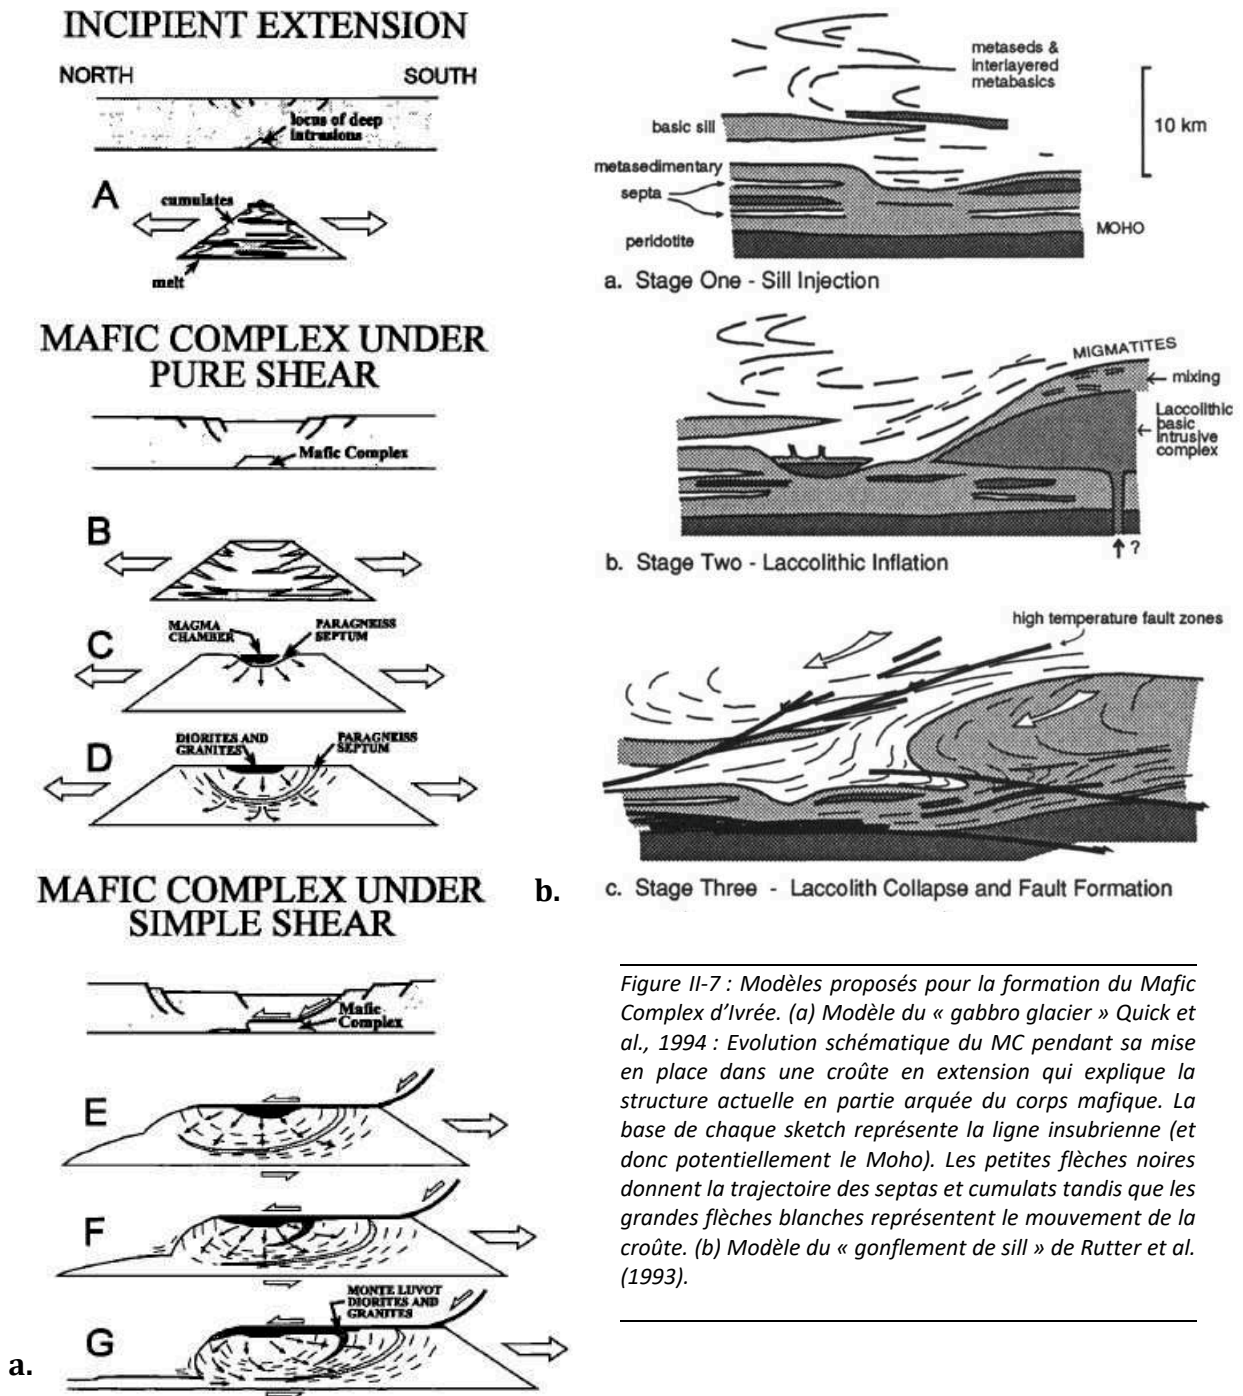 INCIPIENT EXTENSION
NORTH
SOUTH
locus of deep
intrusions
A
cumulates
melt
MAFIC COMPLEX UNDER
PURE SHEAR
Mafic Complex
B
MAGMA
CHAMBER
PARAGNEISS
SEPTUM
C
DIORITES AND
GRANITES
PARAGNEISS
SEPTUM
D
MAFIC COMPLEX UNDER
SIMPLE SHEAR
Mafic
Complex
E
F
MONTE LUVOT
DIORITES AND
GRANITES
G
a.
metaseds &
interlayered
metabasics
10 km
basic sill
metasedimentary
septa
peridotite
MOHO
a. Stage One - Sill Injection
MIGMATITES
mixing
Laccolithic
basic
intrusive
complex
?
b. Stage Two - Laccolithic Inflation
high temperature fault zones
b.
c. Stage Three - Laccolith Collapse and Fault Formation
Figure II-7 : Modèles proposés pour la formation du Mafic
Complex d’Ivrée. (a) Modèle du « gabbro glacier » Quick et
al., 1994 : Evolution schématique du MC pendant sa mise
en place dans une croûte en extension qui explique la
structure actuelle en partie arquée du corps mafique. La
base de chaque sketch représente la ligne insubrienne (et
donc potentiellement le Moho). Les petites flèches noires
donnent la trajectoire des septas et cumulats tandis que les
grandes flèches blanches représentent le mouvement de la
croûte. (b) Modèle du « gonflement de sill » de Rutter et al.
(1993).